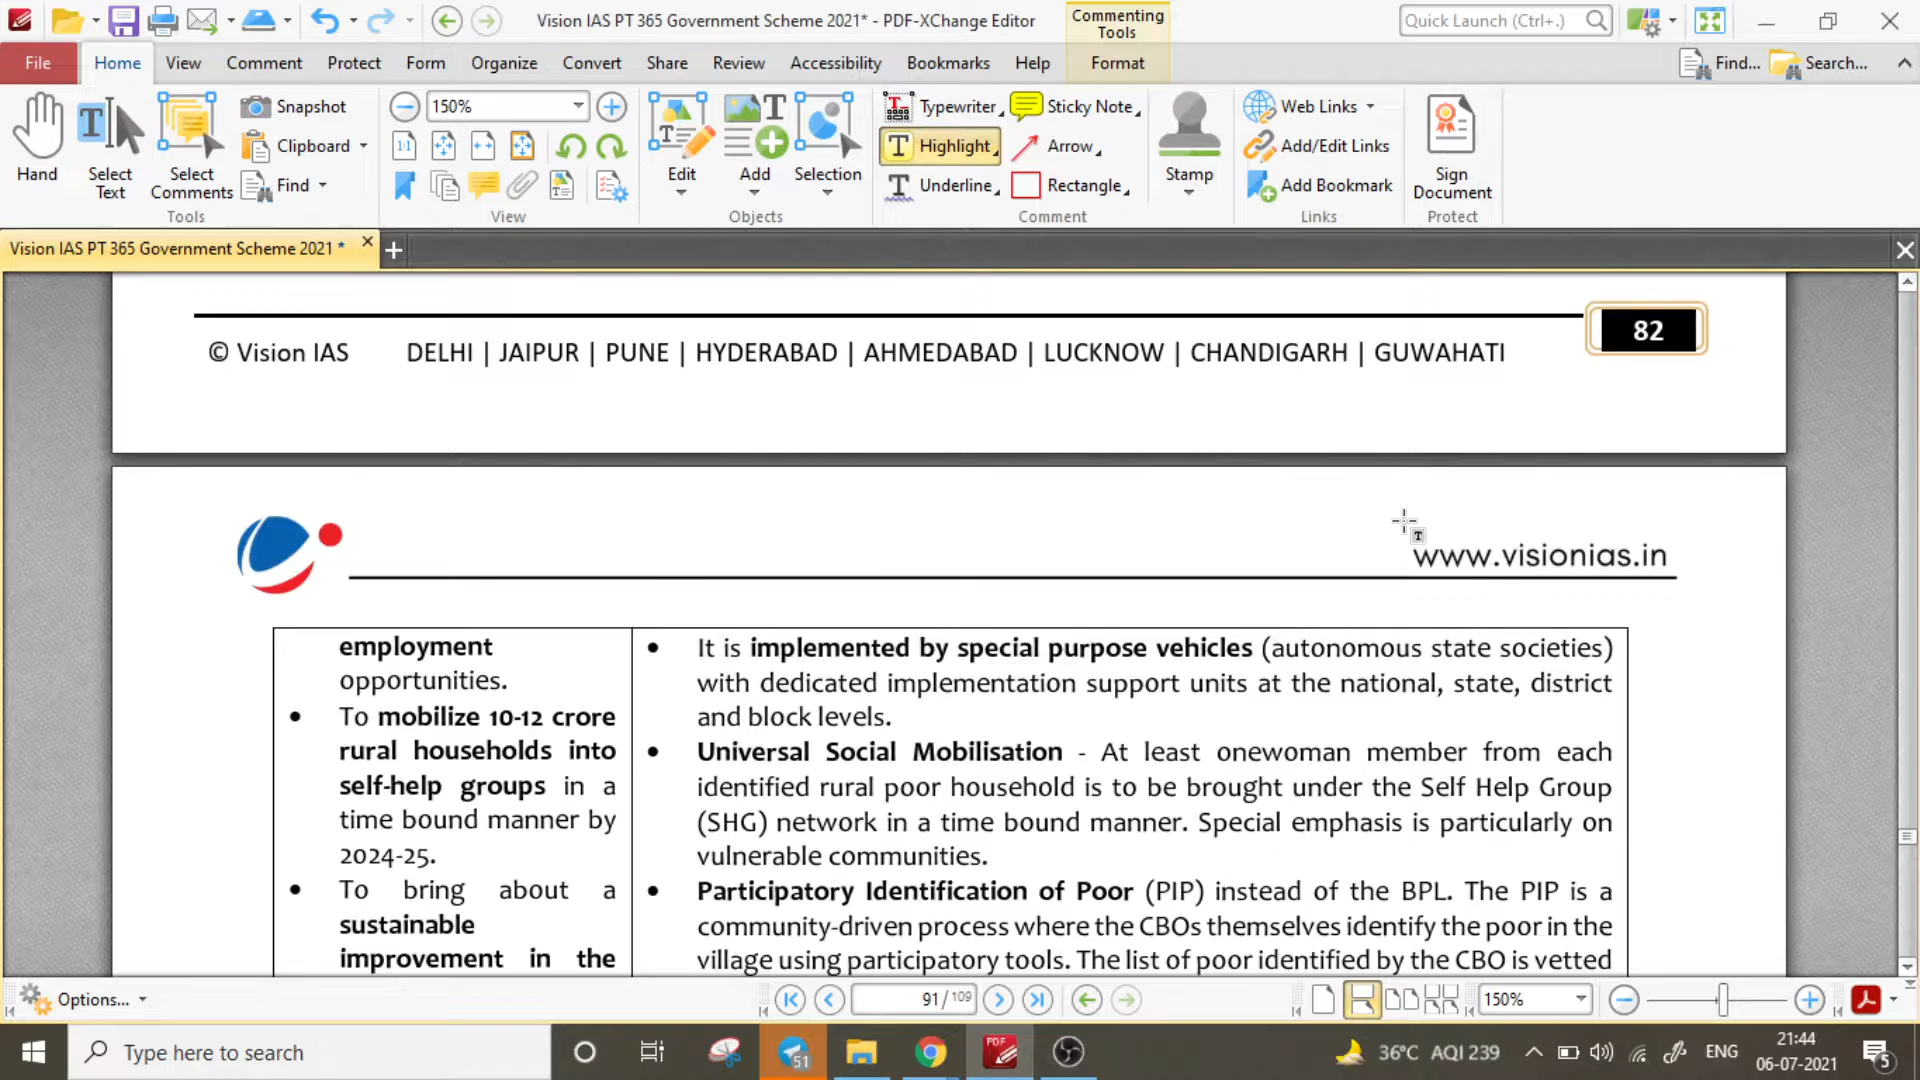 Vision IAS PT 365 Government Scheme 2021* - PDF-XChange Editor
Commenting Tools
Quick Launch (Ctrl+.)
File Home View Comment Protect Form Organize Convert Share Review Accessibility Bookmarks Help Format Find... Search...
Hand
Select Text
Select Comments
Snapshot
Clipboard
Find
Tools
150%
1:1
View
Edit
Add
Selection
Objects
Typewriter
Highlight
Underline
Sticky Note
Arrow
Rectangle
Stamp
Comment
Web Links
Add/Edit Links
Add Bookmark
Links
Sign Document
Protect
Vision IAS PT 365 Government Scheme 2021 *
82
© Vision IAS DELHI | JAIPUR | PUNE | HYDERABAD | AHMEDABAD | LUCKNOW | CHANDIGARH | GUWAHATI
www.visionias.in
employment
opportunities.
• To mobilize 10-12 crore
rural households into
self-help groups in a
time bound manner by
2024-25.
• To bring about a
sustainable
improvement in the
• It is implemented by special purpose vehicles (autonomous state societies)
with dedicated implementation support units at the national, state, district
and block levels.
• Universal Social Mobilisation - At least onewoman member from each
identified rural poor household is to be brought under the Self Help Group
(SHG) network in a time bound manner. Special emphasis is particularly on
vulnerable communities.
• Participatory Identification of Poor (PIP) instead of the BPL. The PIP is a
community-driven process where the CBOs themselves identify the poor in the
village using participatory tools. The list of poor identified by the CBO is vetted
Options...
91 / 109
150%
Type here to search
51
PDF
36°C AQI 239
ENG
21:44
06-07-2021
5